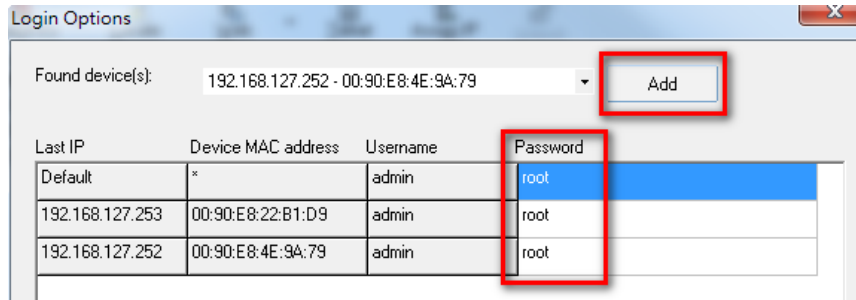 Login Options
Found device(s): 192.168.127.252 - 00:90:E8:4E:9A:79 Add
Last IP Device MAC address Username Password
Default * admin root
192.168.127.253 00:90:E8:22:B1:D9 admin root
192.168.127.252 00:90:E8:4E:9A:79 admin root